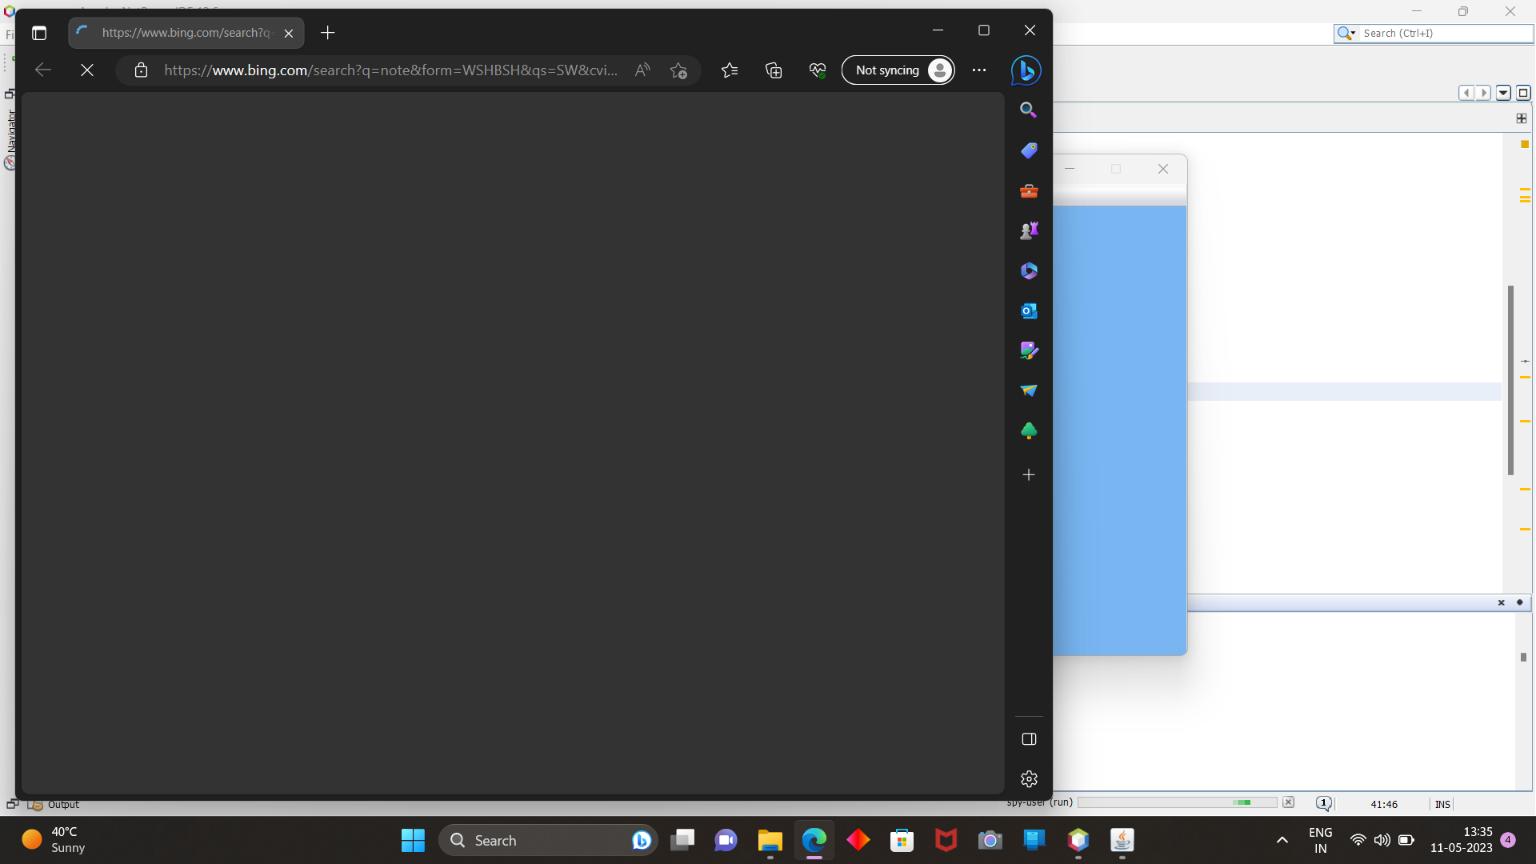 https://www.bing.com/search?q-
Search (Ctrl+I)
https://www.bing.com/search?q=note&form=WSHBSH&qs=SW&cvi...
Not syncing
Navigator
Output
spy-user (run)
1
41:46
INS
40°C
Sunny
Search
ENG
IN
13:35
11-05-2023
4